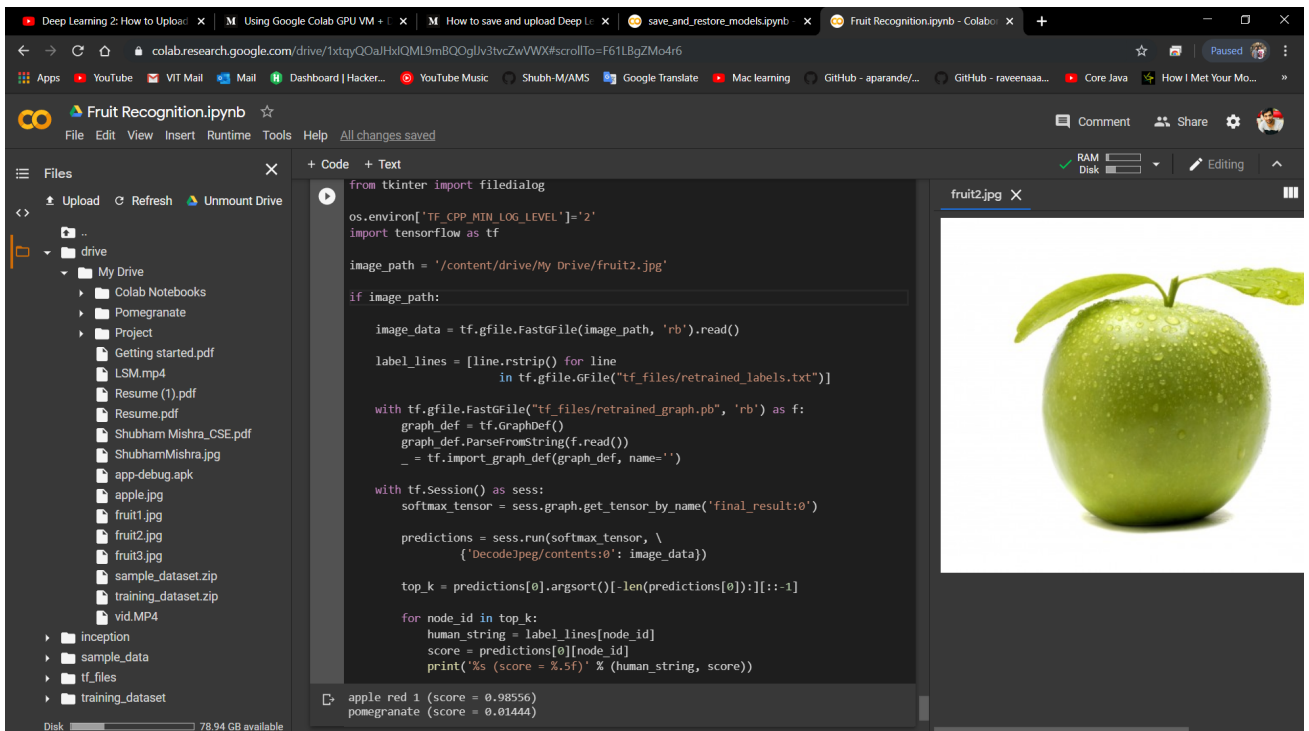 Deep Learning 2: How to Upload
Using Google Colab GPU VM + D
How to save and upload Deep Le
save_and_restore_models.ipynb -
Fruit Recognition.ipynb - Colabor
colab.research.google.com/drive/1xtqyQOaJHxIQML9mBQOglJv3tvcZwVWX#scrollTo=F61LBgZMo4r6
Paused
Apps
YouTube
VIT Mail
Mail
Dashboard | Hacker...
YouTube Music
Shubh-M/AMS
Google Translate
Mac learning
GitHub - aparande/...
GitHub - raveenaaa...
Core Java
How I Met Your Mo...
»
CO
Fruit Recognition.ipynb
File Edit View Insert Runtime Tools Help All changes saved
Comment
Share
Files
+ Code + Text
RAM
Disk
Editing
Upload Refresh Unmount Drive
..
drive
My Drive
Colab Notebooks
Pomegranate
Project
Getting started.pdf
LSM.mp4
Resume (1).pdf
Resume.pdf
Shubham Mishra_CSE.pdf
ShubhamMishra.jpg
app-debug.apk
apple.jpg
fruit1.jpg
fruit2.jpg
fruit3.jpg
sample_dataset.zip
training_dataset.zip
vid.MP4
inception
sample_data
tf_files
training_dataset
Disk 78.94 GB available
from tkinter import filedialog
os.environ['TF_CPP_MIN_LOG_LEVEL']='2'
import tensorflow as tf
image_path = '/content/drive/My Drive/fruit2.jpg'
if image_path:
image_data = tf.gfile.FastGFile(image_path, 'rb').read()
label_lines = [line.rstrip() for line
in tf.gfile.GFile("tf_files/retrained_labels.txt")]
with tf.gfile.FastGFile("tf_files/retrained_graph.pb", 'rb') as f:
graph_def = tf.GraphDef()
graph_def.ParseFromString(f.read())
_ = tf.import_graph_def(graph_def, name='')
with tf.Session() as sess:
softmax_tensor = sess.graph.get_tensor_by_name('final_result:0')
predictions = sess.run(softmax_tensor, \
{'DecodeJpeg/contents:0': image_data})
top_k = predictions[0].argsort()[-len(predictions[0]):][::-1]
for node_id in top_k:
human_string = label_lines[node_id]
score = predictions[0][node_id]
print('%s (score = %.5f)' % (human_string, score))
apple red 1 (score = 0.98556)
pomegranate (score = 0.01444)
fruit2.jpg